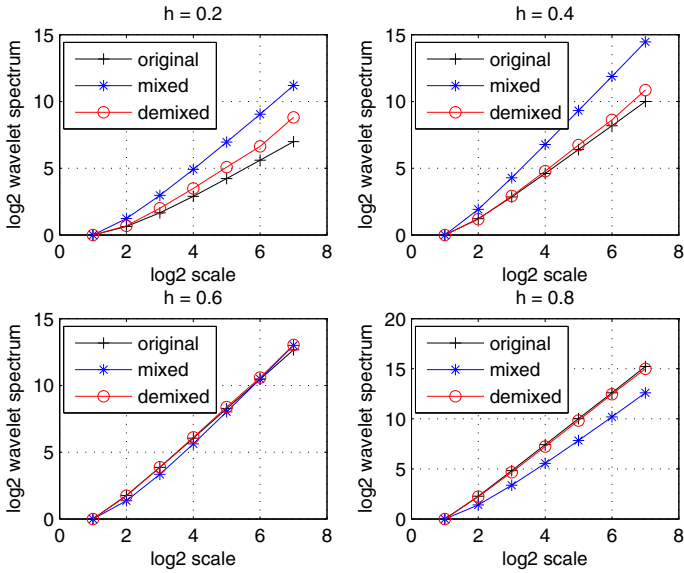 h = 0.2
15
10
5
0
original
mixed
demixed
log2 wavelet spectrum
0 2 4 6 8
log2 scale
h = 0.4
15
10
5
0
original
mixed
demixed
log2 wavelet spectrum
0 2 4 6 8
log2 scale
h = 0.6
15
10
5
0
original
mixed
demixed
log2 wavelet spectrum
0 2 4 6 8
log2 scale
h = 0.8
20
15
10
5
0
original
mixed
demixed
log2 wavelet spectrum
0 2 4 6 8
log2 scale